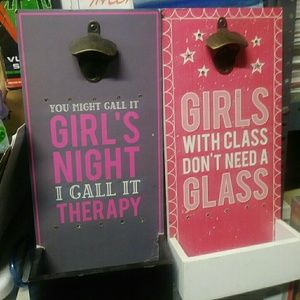 YOU MIGHT CALL IT
GIRL'S
NIGHT
I CALL IT
THERAPY
GIRLS
WITH CLASS
DON'T NEED A
GLASS